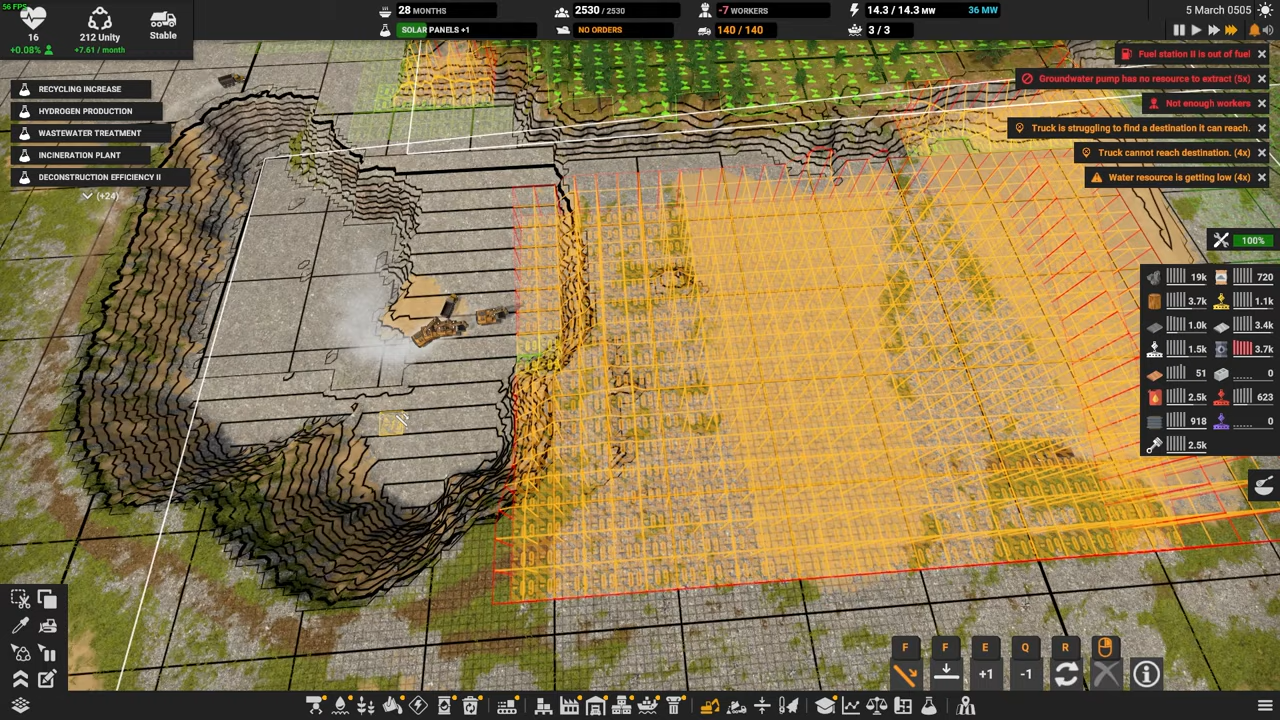 56 FPS
16
+0.08%
212 Unity
+7.61 / month
Stable
28 MONTHS
SOLAR PANELS +1
2530 / 2530
NO ORDERS
-7 WORKERS
140 / 140
14.3 / 14.3 MW
36 MW
3 / 3
5 March 0505
RECYCLING INCREASE
HYDROGEN PRODUCTION
WASTEWATER TREATMENT
INCINERATION PLANT
DECONSTRUCTION EFFICIENCY II
(+24)
Fuel station II is out of fuel
Groundwater pump has no resource to extract (5x)
Not enough workers
Truck is struggling to find a destination it can reach.
Truck cannot reach destination. (4x)
Water resource is getting low (4x)
100%
19k
720
3.7k
1.1k
1.0k
3.4k
1.5k
3.7k
51
0
2.5k
623
918
0
2.5k
F
F
E
Q
R
+1
-1